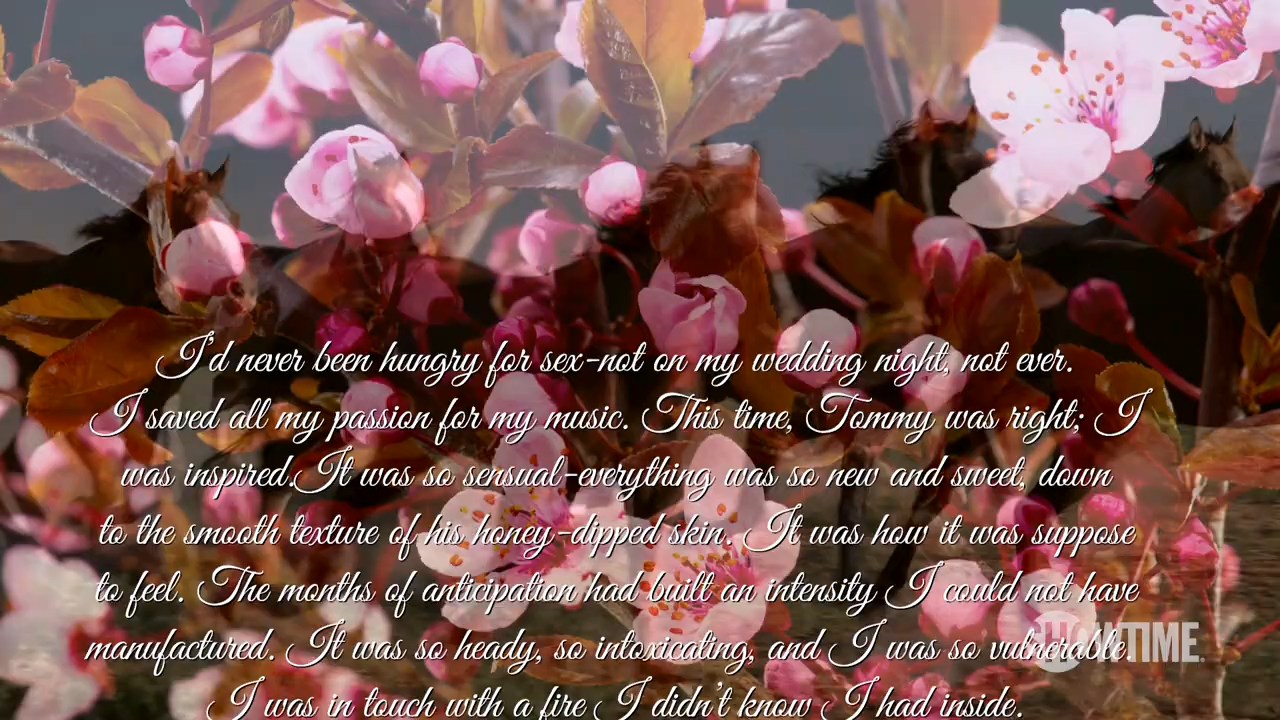 I'd never been hungry for sex-not on my wedding night, not ever.
I saved all my passion for my music. This time, Tommy was right; I
was inspired.It was so sensual-everything was so new and sweet, down
to the smooth texture of his honey-dipped skin. It was how it was suppose
to feel. The months of anticipation had built an intensity I could not have
manufactured. It was so heady, so intoxicating, and I was so vulnerable.
SHOWTIME.
I was in touch with a fire I didn't know I had inside.